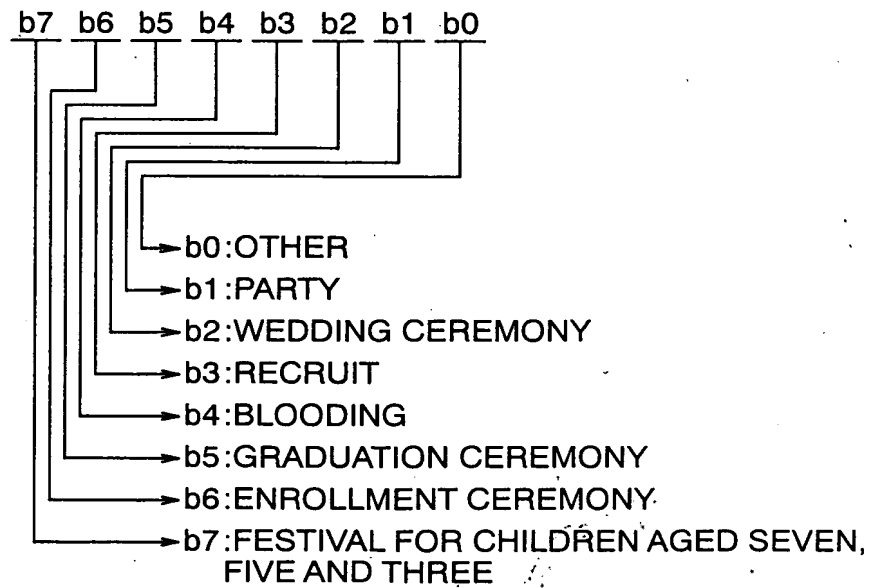 b7 b6 b5 b4 b3 b2 b1 b0
b0:OTHER
b1:PARTY
b2:WEDDING CEREMONY
b3:RECRUIT
b4:BLOODING
b5:GRADUATION CEREMONY
b6:ENROLLMENT CEREMONY
b7:FESTIVAL FOR CHILDREN AGED SEVEN,
FIVE AND THREE